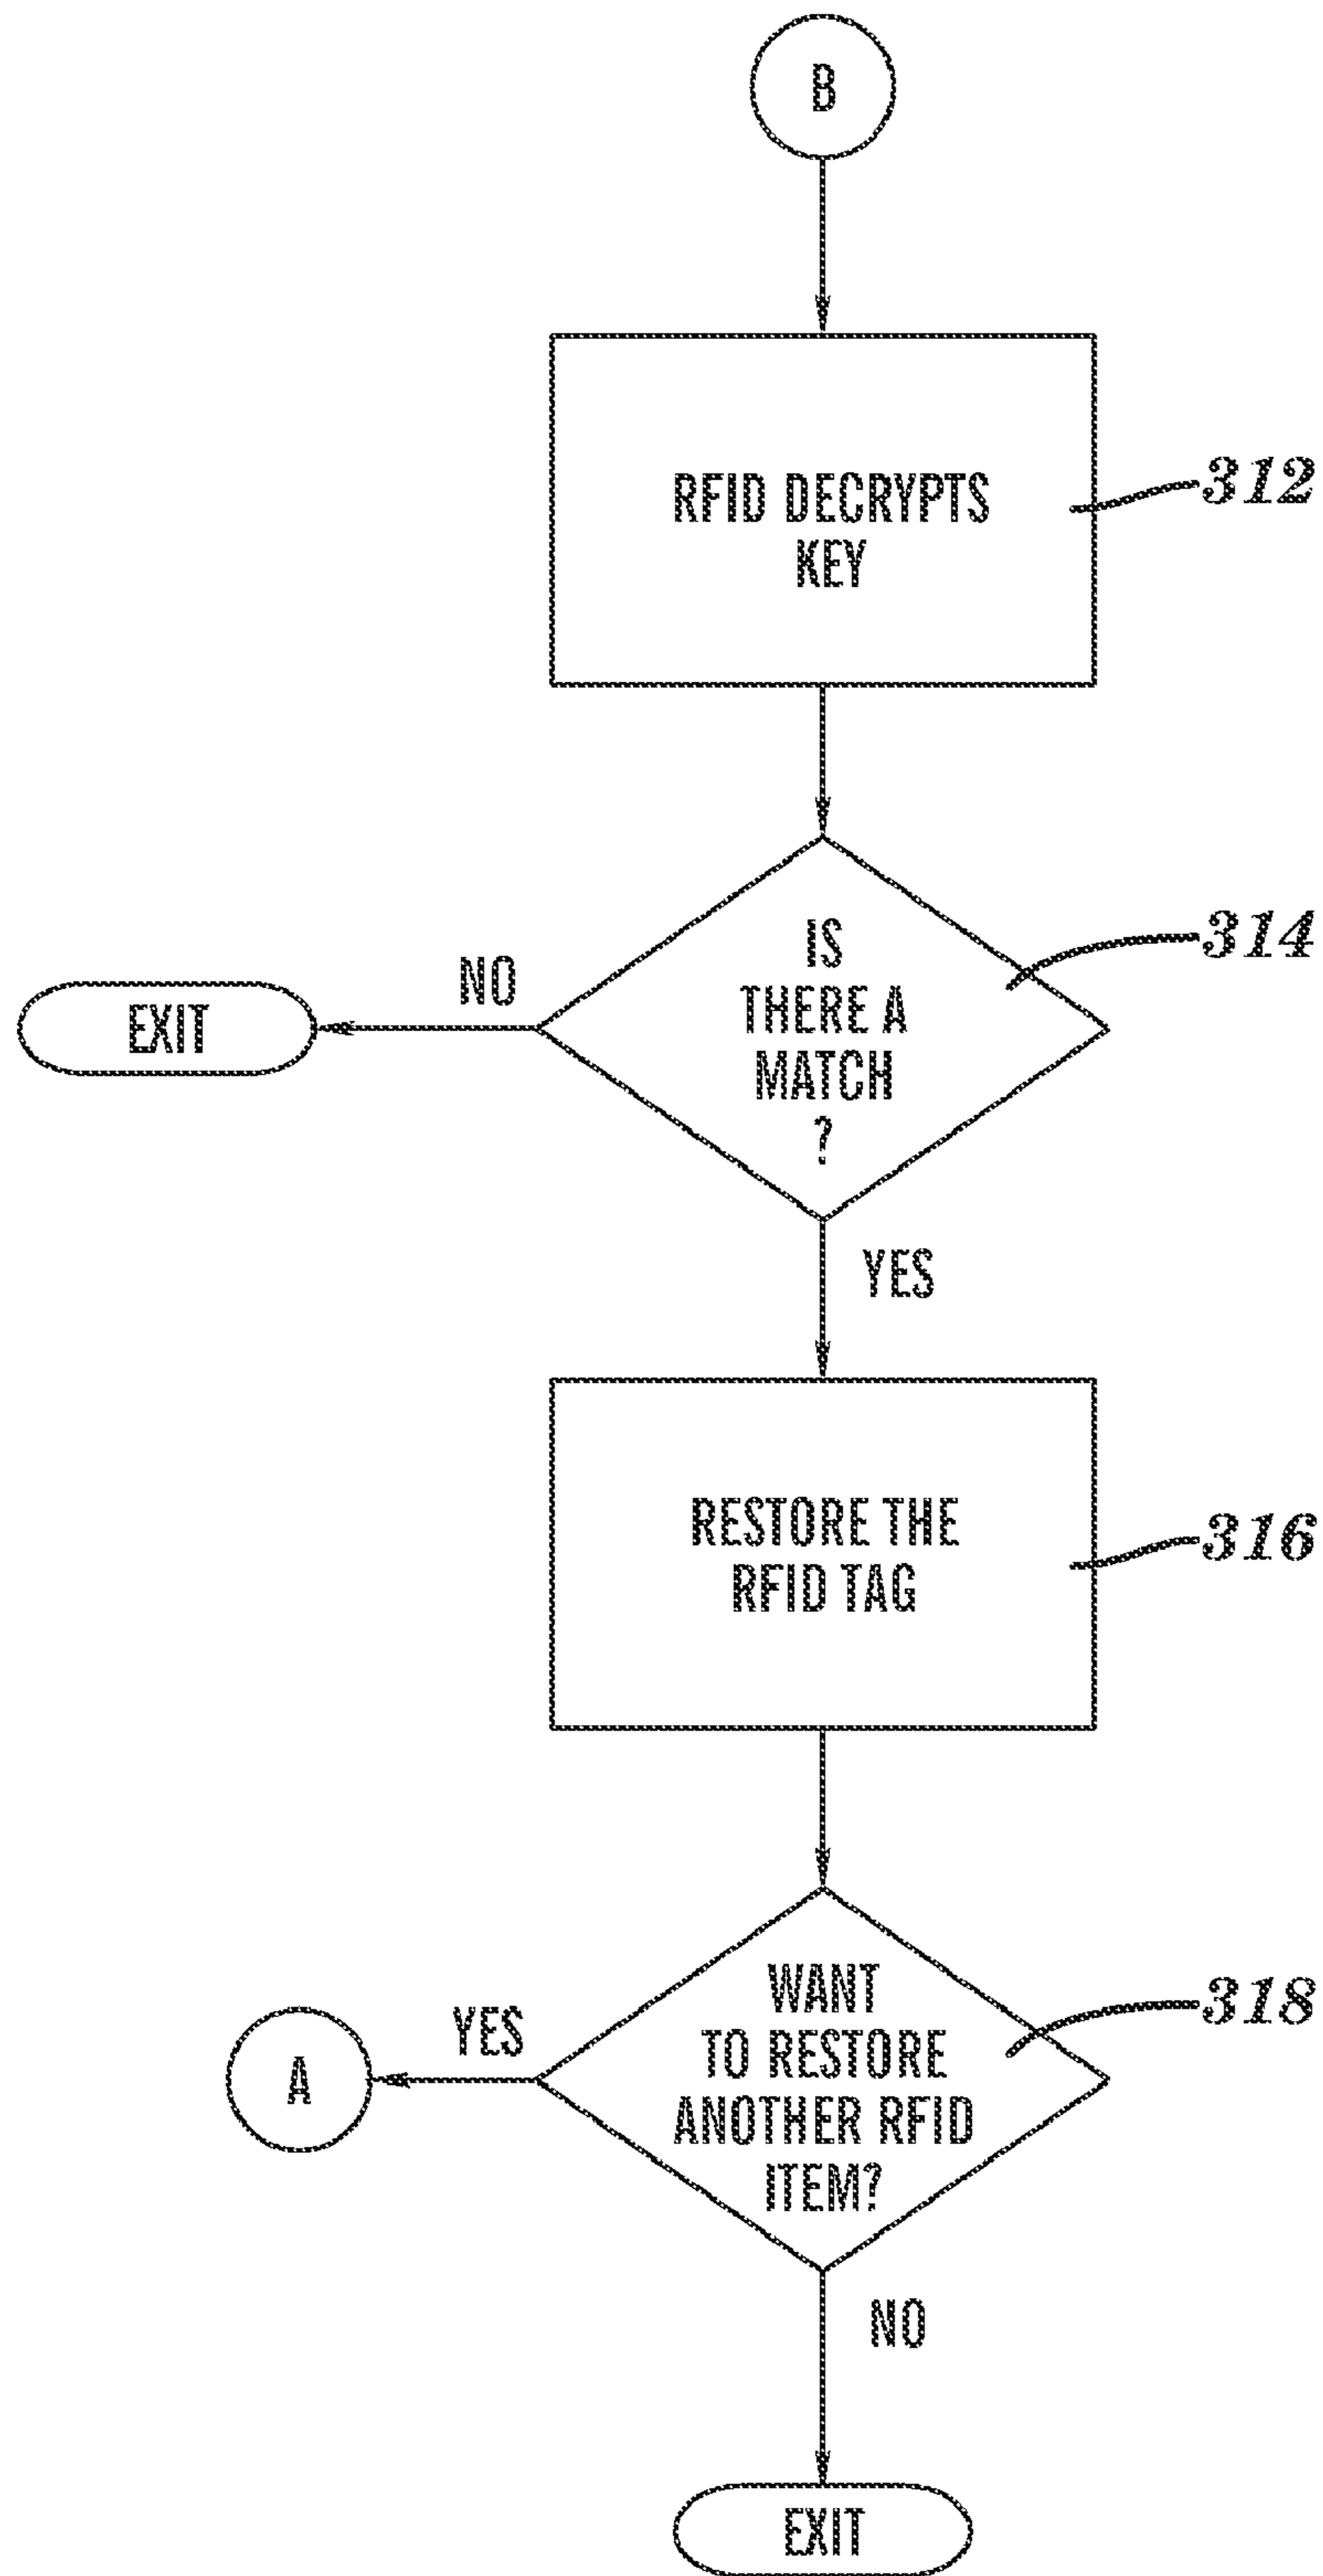 B
RFID DECRYPTS
KEY
312
IS
THERE A
MATCH
?
314
NO
EXIT
YES
RESTORE THE
RFID TAG
316
WANT
TO RESTORE
ANOTHER RFID
ITEM?
318
YES
A
NO
EXIT